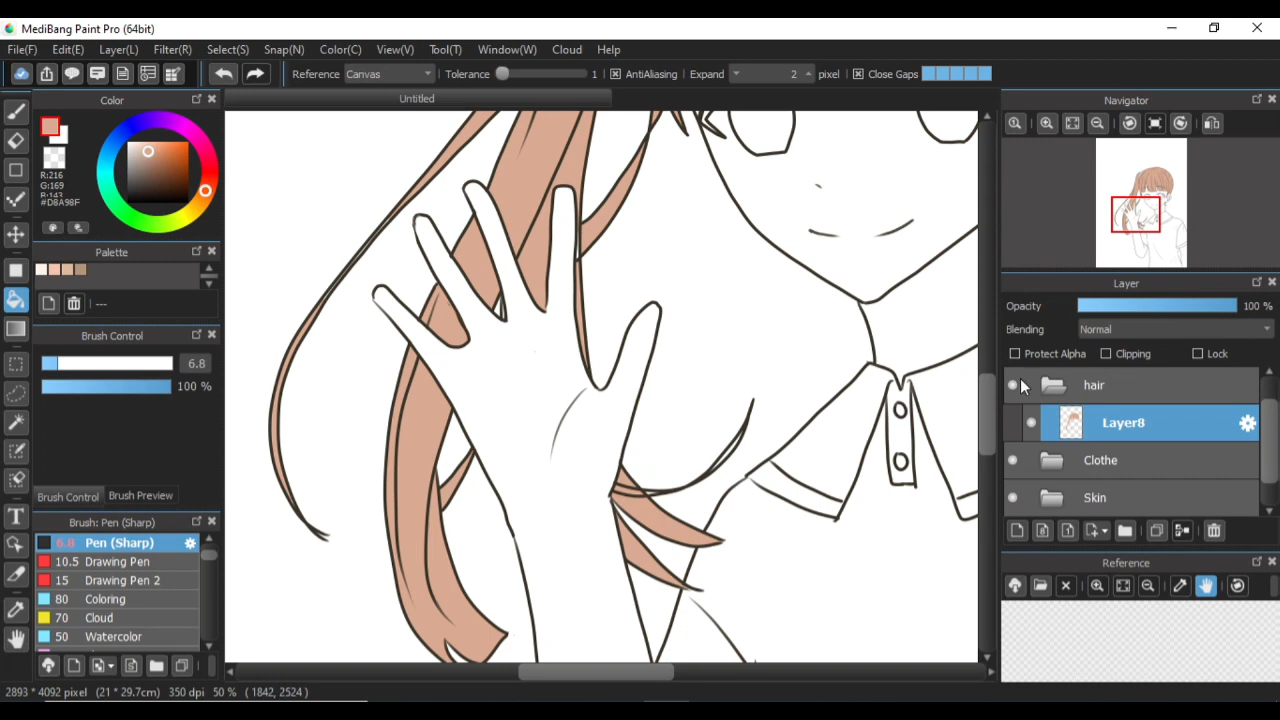 MediBang Paint Pro (64bit)
File(F) Edit(E) Layer(L) Filter(R) Select(S) Snap(N) Color(C) View(V) Tool(T) Window(W) Cloud Help
Reference Canvas Tolerance 1 AntiAliasing Expand 2 pixel Close Gaps
Color
Untitled
Navigator
R:216
G:169
B:143
#D8A98F
Palette
---
Layer
Opacity 100 %
Blending Normal
Protect Alpha Clipping Lock
Brush Control
6.8
100 %
hair
Layer8
Clothe
Skin
Brush Control Brush Preview
Brush: Pen (Sharp)
6.8 Pen (Sharp)
10.5 Drawing Pen
15 Drawing Pen 2
80 Coloring
70 Cloud
50 Watercolor
Reference
2893 * 4092 pixel (21 * 29.7cm) 350 dpi 50 % ( 1842, 2524 )